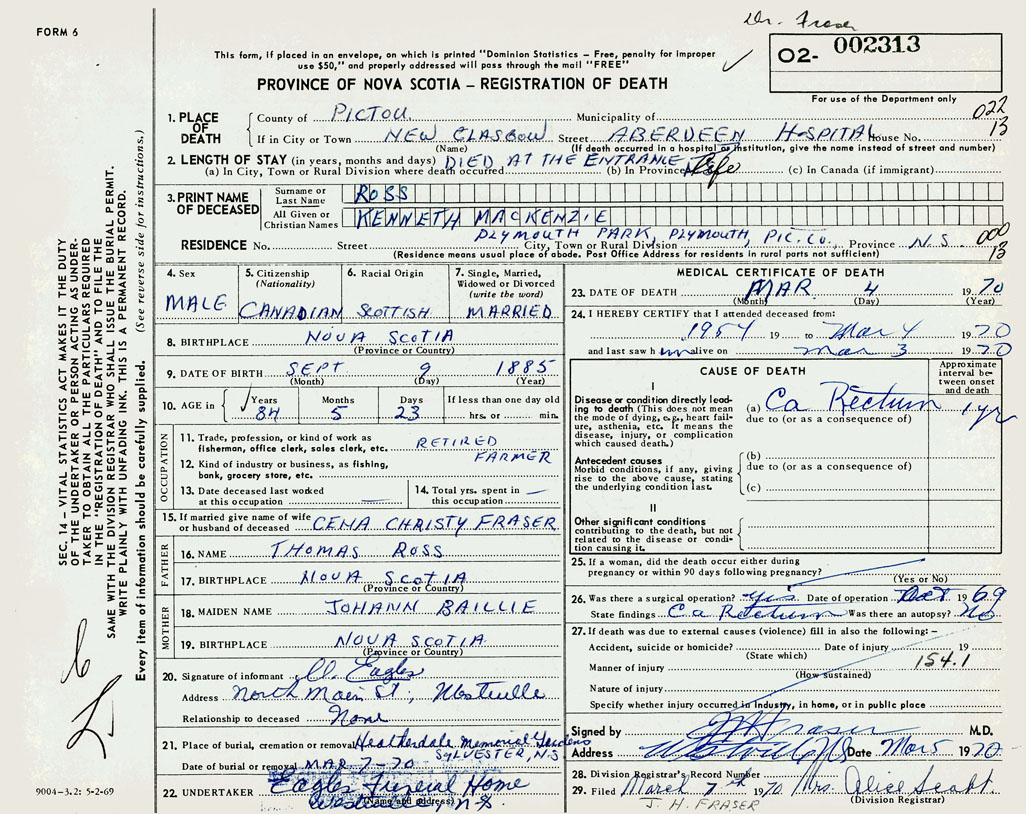 Dr. Fraser
FORM 6
This form, if placed in an envelope, on which is printed "Dominion Statistics – Free, penalty for improper
use $50," and properly addressed will pass through the mail "FREE"
O2- 002313
PROVINCE OF NOVA SCOTIA – REGISTRATION OF DEATH
For use of the Department only
1. PLACE OF DEATH
County of PICTOU Municipality of
022
13
If in City or Town NEW GLASGOW Street ABERDEEN HOSPITAL House No.
(Name) (If death occurred in a hospital or institution, give the name instead of street and number)
2. LENGTH OF STAY (in years, months and days) DIED AT THE ENTRANCE
(a) In City, Town or Rural Division where death occurred (b) In Province Life (c) In Canada (if immigrant)
3. PRINT NAME OF DECEASED
Surname or Last Name ROSS
All Given or Christian Names KENNETH MACKENZIE
PLYMOUTH PARK, PLYMOUTH, PIC. CO.
RESIDENCE No. Street City, Town or Rural Division Province N.S.
000
13
(Residence means usual place of abode. Post Office Address for residents in rural parts not sufficient)
4. Sex MALE
5. Citizenship (Nationality) CANADIAN
6. Racial Origin SCOTTISH
7. Single, Married, Widowed or Divorced (write the word) MARRIED
8. BIRTHPLACE NOVA SCOTIA
(Province or Country)
9. DATE OF BIRTH SEPT 9 1885
(Month) (Day) (Year)
10. AGE in Years 84 Months 5 Days 23 If less than one day old hrs. or min.
OCCUPATION
11. Trade, profession, or kind of work as fisherman, office clerk, sales clerk, etc. RETIRED
FARMER
12. Kind of industry or business, as fishing, bank, grocery store, etc.
13. Date deceased last worked at this occupation —
14. Total yrs. spent in this occupation —
15. If married give name of wife or husband of deceased CENA CHRISTY FRASER
FATHER
16. NAME THOMAS ROSS
17. BIRTHPLACE NOVA SCOTIA
(Province or Country)
MOTHER
18. MAIDEN NAME JOHANN BAILLIE
19. BIRTHPLACE NOVA SCOTIA
(Province or Country)
20. Signature of informant Eagles
Address North Main St., Westville
Relationship to deceased None
21. Place of burial, cremation or removal Heatherdale Memorial Gardens
SYLVESTER, N.S.
Date of burial or removal MAR-7-70
22. UNDERTAKER Eagles Funeral Home
(Name and address) Westville, N.S.
MEDICAL CERTIFICATE OF DEATH
23. DATE OF DEATH MAR. 4 1970
(Month) (Day) (Year)
24. I HEREBY CERTIFY that I attended deceased from:
1954 19 to Mar 4 1970
and last saw him alive on Mar 3 1970
CAUSE OF DEATH
Approximate interval between onset and death
I
Disease or condition directly leading to death (This does not mean the mode of dying, e.g., heart failure, asthenia, etc. It means the disease, injury, or complication which caused death.)
(a) Ca Rectum 1 yr
due to (or as a consequence of)
Antecedent causes
Morbid conditions, if any, giving rise to the above cause, stating the underlying condition last.
(b)
due to (or as a consequence of)
(c)
II
Other significant conditions
contributing to the death, but not related to the disease or condition causing it.
25. If a woman, did the death occur either during
pregnancy or within 90 days following pregnancy?
(Yes or No)
26. Was there a surgical operation? yes Date of operation 1969
State findings Ca Rectum Was there an autopsy? No
27. If death was due to external causes (violence) fill in also the following: –
Accident, suicide or homicide? Date of injury 19
(State which)
154.1
Manner of injury
(How sustained)
Nature of injury
Specify whether injury occurred in industry, in home, or in public place
Signed by Fraser M.D.
Address Westville NS Date Mar 5 1970
28. Division Registrar's Record Number
29. Filed March 7th 1970 Mrs. Alice Scott
J. H. FRASER (Division Registrar)
SEC. 14 – VITAL STATISTICS ACT MAKES IT THE DUTY
OF THE UNDERTAKER OR PERSON ACTING AS UNDER-
TAKER TO OBTAIN ALL THE PARTICULARS REQUIRED
IN THE "REGISTRATION OF DEATH" AND TO FILE THE
SAME WITH THE DIVISION REGISTRAR WHO SHALL ISSUE THE BURIAL PERMIT.
WRITE PLAINLY WITH UNFADING INK. THIS IS A PERMANENT RECORD.
Every item of information should be carefully supplied. (See reverse side for instructions.)
9004-3.2: 5-2-69